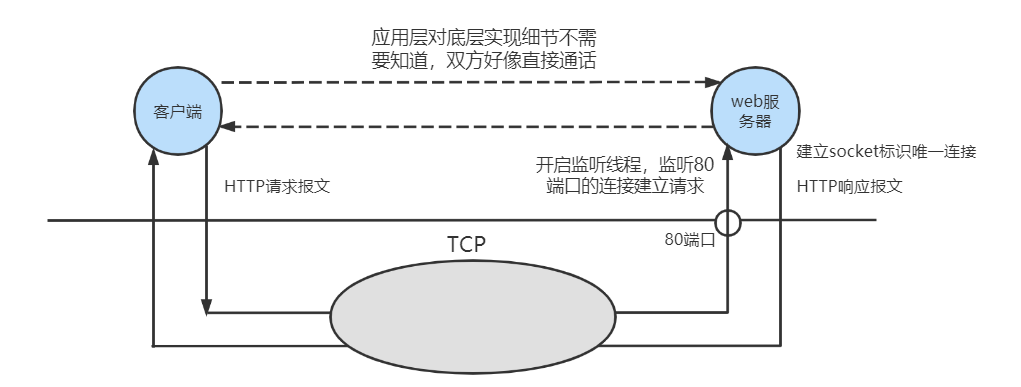 应用层对底层实现细节不需
要知道，双方好像直接通话
客户端
web服
务器
建立socket标识唯一连接
开启监听线程，监听80
端口的连接建立请求
HTTP请求报文
HTTP响应报文
80端口
TCP